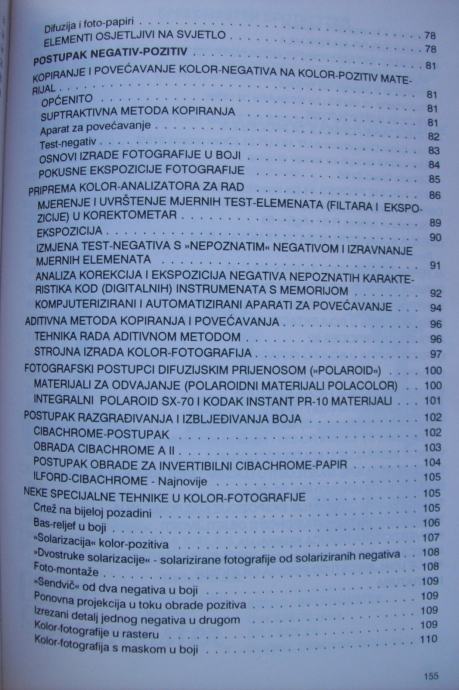 Difuzija i foto-papiri . . . . . . . . . . 78
ELEMENTI OSJETLJIVI NA SVJETLO . . . . . . . . . . 78
POSTUPAK NEGATIV-POZITIV . . . . . . . . . . 81
KOPIRANJE I POVEĆAVANJE KOLOR-NEGATIVA NA KOLOR-POZITIV MATE-
RIJAL . . . . . . . . . . 81
OPĆENITO . . . . . . . . . . 81
SUPTRAKTIVNA METODA KOPIRANJA . . . . . . . . . . 81
Aparat za povećavanje . . . . . . . . . . 82
Test-negativ . . . . . . . . . . 83
OSNOVI IZRADE FOTOGRAFIJE U BOJI . . . . . . . . . . 84
POKUSNE EKSPOZICIJE FOTOGRAFIJE . . . . . . . . . . 85
PRIPREMA KOLOR-ANALIZATORA ZA RAD . . . . . . . . . . 86
MJERENJE I UVRŠTENJE MJERNIH TEST-ELEMENATA (FILTARA I EKSPO-
ZICIJE) U KOREKTOMETAR . . . . . . . . . . 89
EKSPOZICIJA . . . . . . . . . . 90
IZMJENA TEST-NEGATIVA S »NEPOZNATIM« NEGATIVOM I IZRAVNANJE
MJERNIH ELEMENATA . . . . . . . . . . 91
ANALIZA KOREKCIJA I EKSPOZICIJA NEGATIVA NEPOZNATIH KARAKTE-
RISTIKA KOD (DIGITALNIH) INSTRUMENATA S MEMORIJOM . . . . 92
KOMPJUTERIZIRANI I AUTOMATIZIRANI APARATI ZA POVEĆAVANJE . . . 94
ADITIVNA METODA KOPIRANJA I POVEĆAVANJA . . . . . . . . . . 96
TEHNIKA RADA ADITIVNOM METODOM . . . . . . . . . . 96
STROJNA IZRADA KOLOR-FOTOGRAFIJA . . . . . . . . . . 97
FOTOGRAFSKI POSTUPCI DIFUZIJSKIM PRIJENOSOM (»POLAROID«) . . . . 100
MATERIJALI ZA ODVAJANJE (POLAROIDNI MATERIJALI POLACOLOR) . . 100
INTEGRALNI POLAROID SX-70 I KODAK INSTANT PR-10 MATERIJALI . . . 101
POSTUPAK RAZGRAĐIVANJA I IZBLJEĐIVANJA BOJA . . . . . . . . . . 102
CIBACHROME-POSTUPAK . . . . . . . . . . 102
OBRADA CIBACHROME A II . . . . . . . . . . 103
POSTUPAK OBRADE ZA INVERTIBILNI CIBACHROME-PAPIR . . . . . . 104
ILFORD-CIBACHROME - Najnovije . . . . . . . . . . 105
NEKE SPECIJALNE TEHNIKE U KOLOR-FOTOGRAFIJE . . . . . . . . . . 105
Crtež na bijeloj pozadini . . . . . . . . . . 105
Bas-reljef u boji . . . . . . . . . . 106
»Solarizacija« kolor-pozitiva . . . . . . . . . . 107
»Dvostruke solarizacije« - solarizirane fotografije od solariziranih negativa . . 108
Foto-montaže . . . . . . . . . . 108
»Sendvič« od dva negativa u boji . . . . . . . . . . 109
Ponovna projekcija u toku obrade pozitiva . . . . . . . . . . 109
Izrezani detalj jednog negativa u drugom . . . . . . . . . . 109
Kolor-fotografije u rasteru . . . . . . . . . . 109
Kolor-fotografija s maskom u boji . . . . . . . . . . 110
155